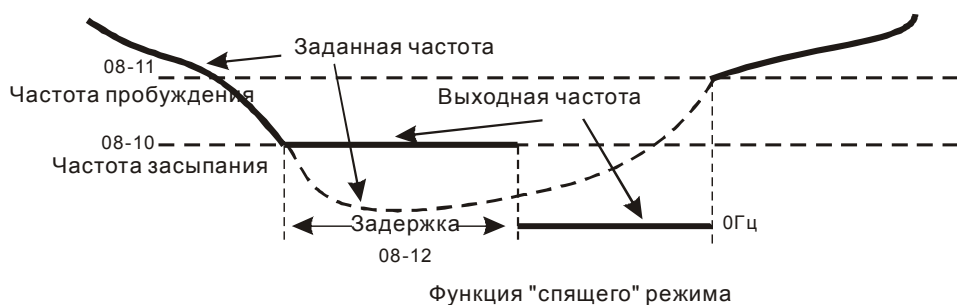 Заданная частота
08-11
Частота пробуждения
Выходная частота
08-10
Частота засыпания
Задержка
0Гц
08-12
Функция "спящего" режима